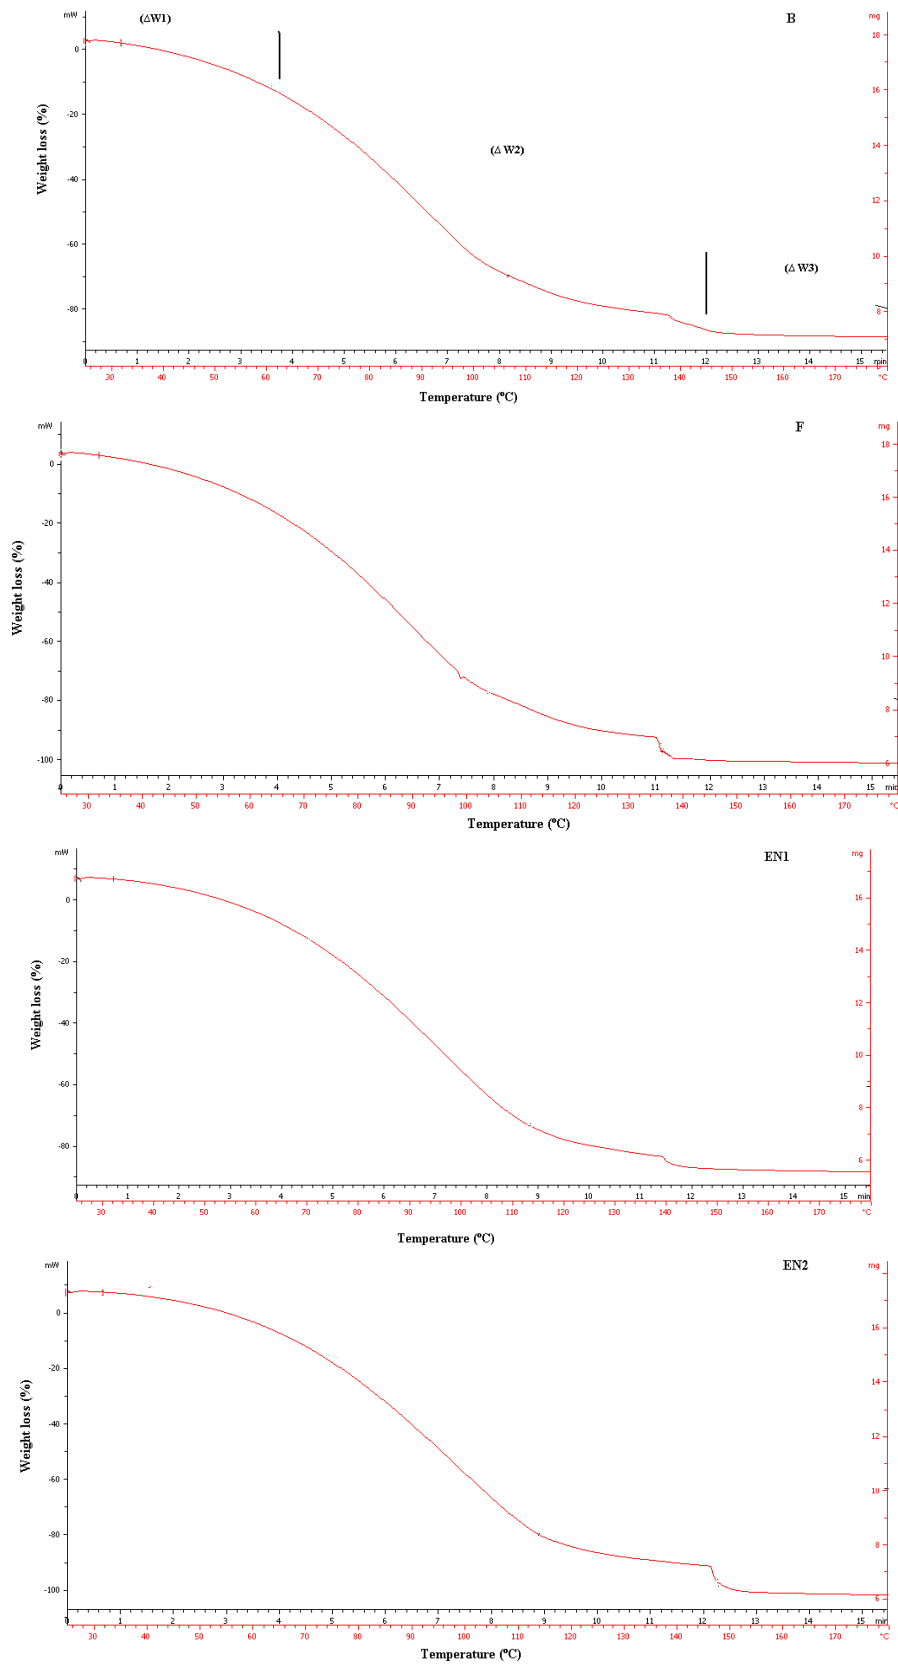 mW (ΔW1) B mg
18
0
16
-20
14
(Δ W2)
-40
12
Weight loss (%)
-60
10
(Δ W3)
-80
8
0 1 2 3 4 5 6 7 8 9 10 11 12 13 14 15 min
30 40 50 60 70 80 90 100 110 120 130 140 150 160 170 °C
Temperature (ºC)
mW F mg
18
0
16
-20
14
-40
12
Weight loss (%)
-60
10
-80
8
-100
6
0 1 2 3 4 5 6 7 8 9 10 11 12 13 14 15 min
30 40 50 60 70 80 90 100 110 120 130 140 150 160 170 °C
Temperature (ºC)
mW EN1 mg
16
0
14
-20
12
-40
10
Weight loss (%)
-60
8
-80
6
0 1 2 3 4 5 6 7 8 9 10 11 12 13 14 15 min
30 40 50 60 70 80 90 100 110 120 130 140 150 160 170 °C
Temperature (ºC)
mW EN2 mg
0
16
-20
14
-40
12
Weight loss (%)
-60
10
-80
8
-100
6
0 1 2 3 4 5 6 7 8 9 10 11 12 13 14 15 min
30 40 50 60 70 80 90 100 110 120 130 140 150 160 170 °C
Temperature (ºC)